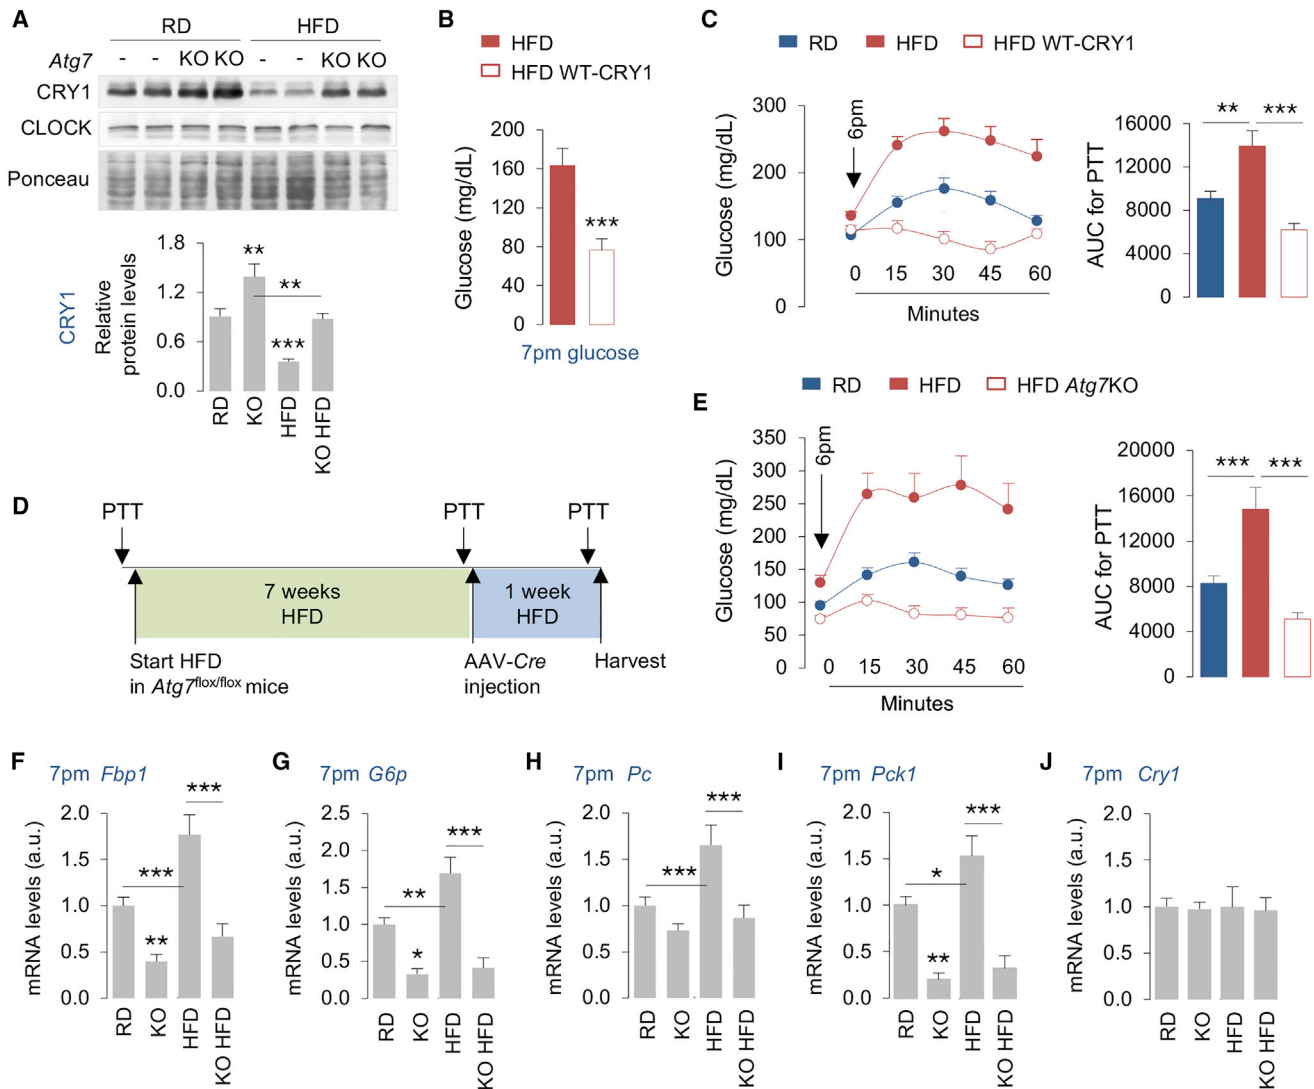 A
RD HFD
Atg7 - - KO KO - - KO KO
CRY1
CLOCK
Ponceau
CRY1
Relative
protein levels
1.8
1.2
0.6
0.0
**
**
***
RD KO HFD KO HFD
B
HFD
HFD WT-CRY1
Glucose (mg/dL)
200
160
120
80
40
0
***
7pm glucose
C
RD HFD HFD WT-CRY1
Glucose (mg/dL)
300
200
100
0
6pm
0 15 30 45 60
Minutes
AUC for PTT
16000
12000
8000
4000
0
** ***
D
PTT PTT PTT
7 weeks
HFD
1 week
HFD
Start HFD
in Atg7flox/flox mice
AAV-Cre
injection
Harvest
E
RD HFD HFD Atg7KO
Glucose (mg/dL)
350
300
250
200
150
100
50
0
6pm
0 15 30 45 60
Minutes
AUC for PTT
20000
16000
12000
8000
4000
0
*** ***
F
7pm Fbp1
mRNA levels (a.u.)
2.0
1.5
1.0
0.5
0.0
***
***
**
RD KO HFD KO HFD
G
7pm G6p
mRNA levels (a.u.)
2.5
2.0
1.5
1.0
0.5
0.0
***
**
*
RD KO HFD KO HFD
H
7pm Pc
mRNA levels (a.u.)
2.0
1.5
1.0
0.5
0.0
***
***
RD KO HFD KO HFD
I
7pm Pck1
mRNA levels (a.u.)
2.0
1.5
1.0
0.5
0.0
***
*
**
RD KO HFD KO HFD
J
7pm Cry1
mRNA levels (a.u.)
2.0
1.5
1.0
0.5
0.0
RD KO HFD KO HFD